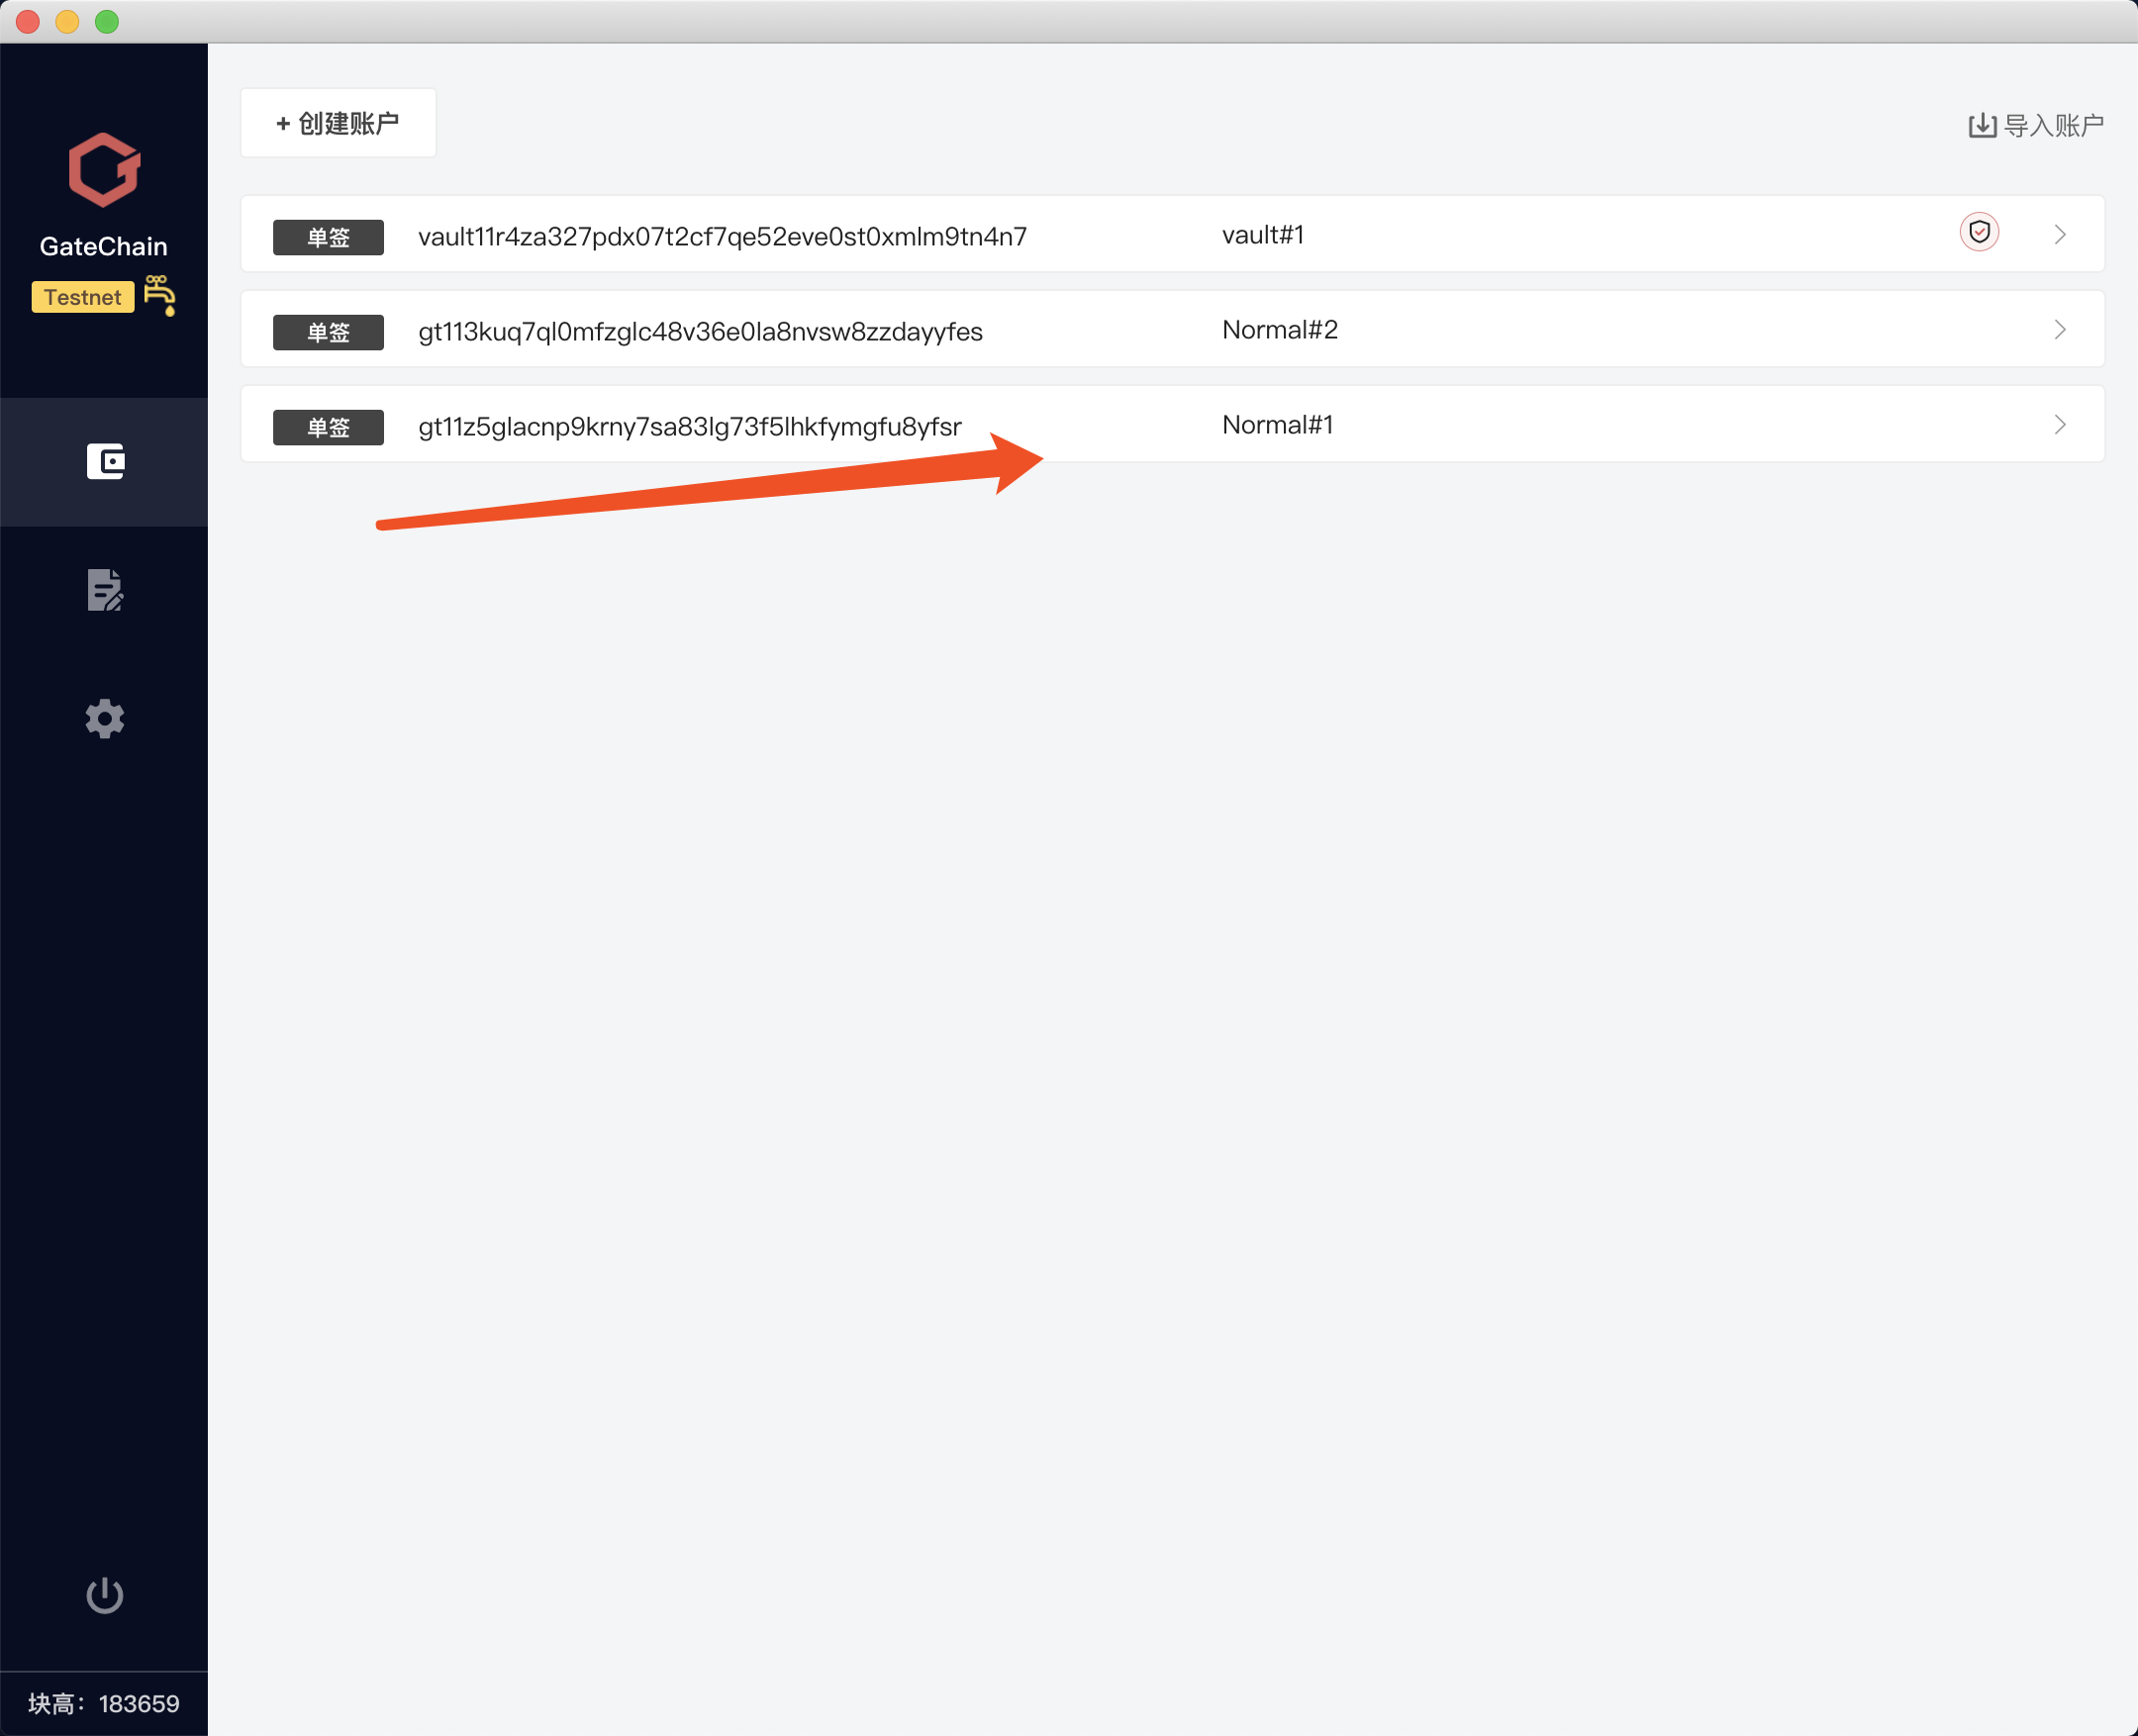 GateChain
Testnet
块高：183659
+ 创建账户
导入账户
单签 vault11r4za327pdx07t2cf7qe52eve0st0xmlm9tn4n7 vault#1
单签 gt113kuq7ql0mfzglc48v36e0la8nvsw8zzdayyfes Normal#2
单签 gt11z5glacnp9krny7sa83lg73f5lhkfymgfu8yfsr Normal#1